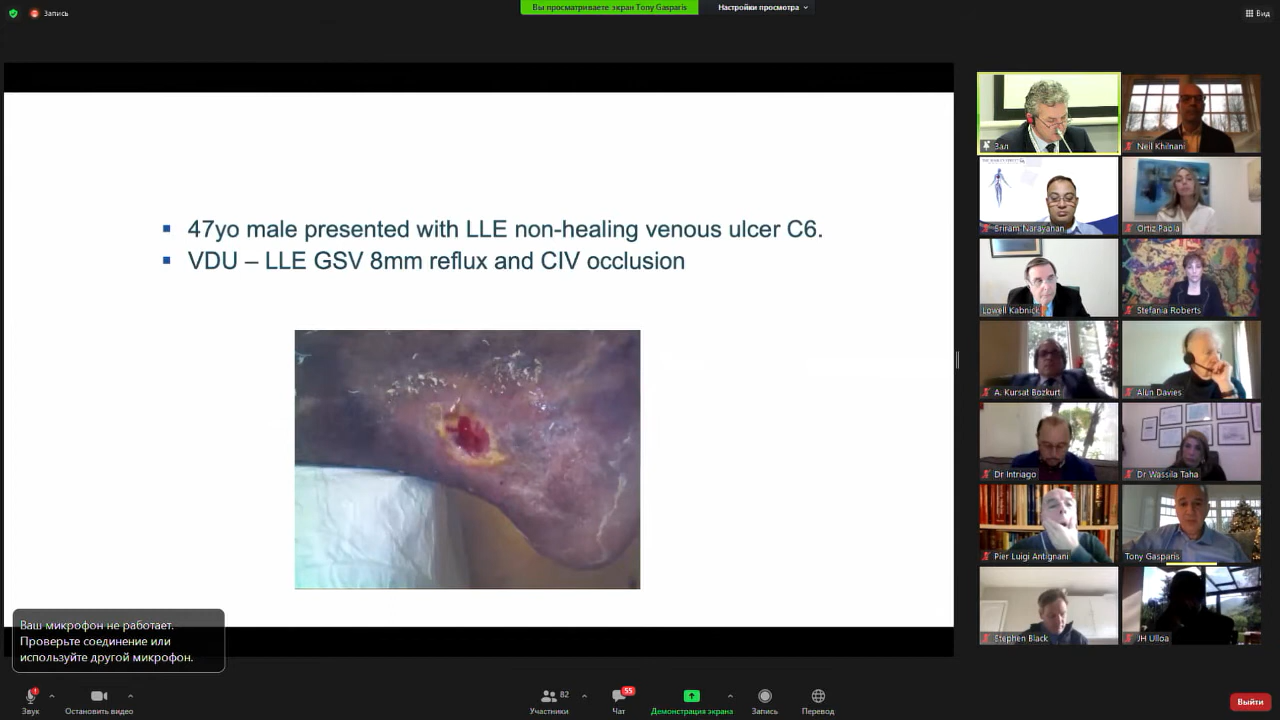 Запись
Вы просматриваете экран Tony Gasparis
Настройки просмотра
Вид
47yo male presented with LLE non-healing venous ulcer C6.
VDU – LLE GSV 8mm reflux and CIV occlusion
Зал
Neil Khilnani
Sriram Narayanan
Ortiz Paola
Lowell Kabnick
Stefania Roberts
A. Kursat Bozkurt
Alun Davies
Dr Intriago
Dr Wassila Taha
Pier Luigi Antignani
Tony Gasparis
Stephen Black
JH Ulloa
Ваш микрофон не работает.
Проверьте соединение или
используйте другой микрофон.
Звук
Остановить видео
82
Участники
55
Чат
Демонстрация экрана
Запись
Перевод
Выйти